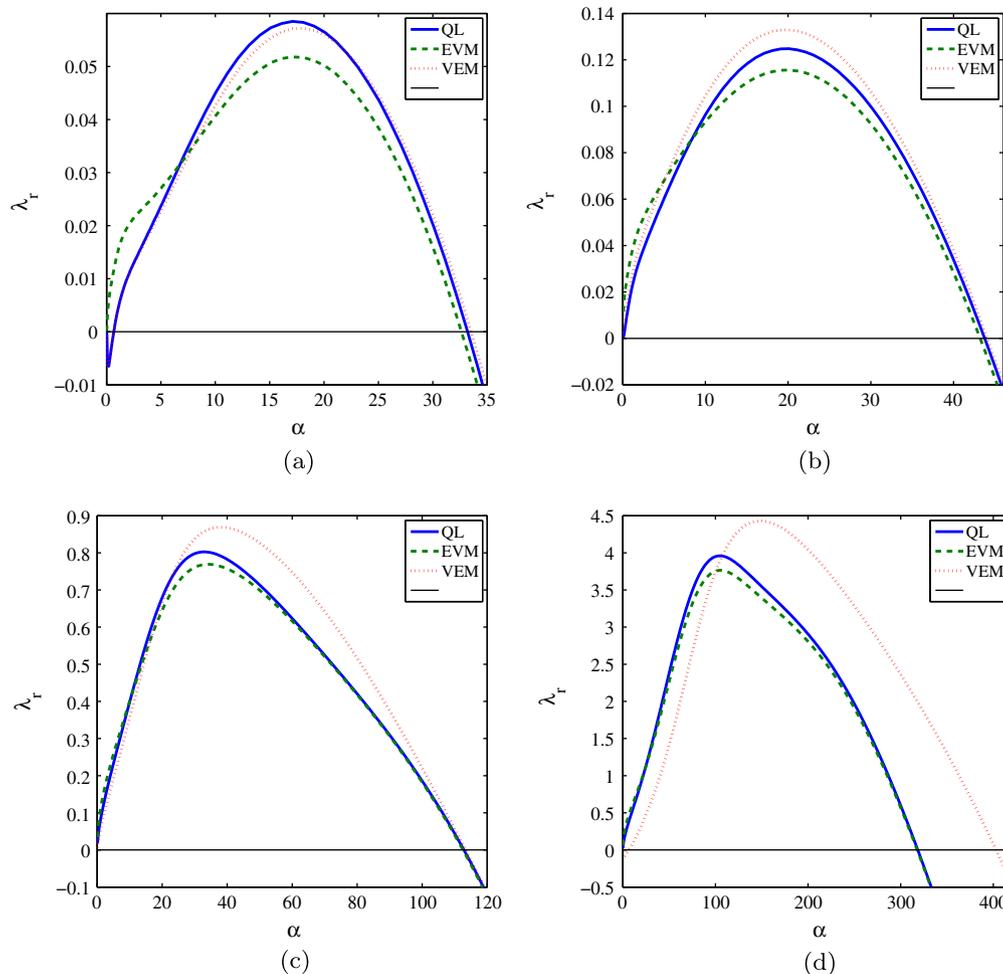 QL
EVM
VEM
0.05
0.04
0.03
0.02
0.01
0
−0.01
λr
0 5 10 15 20 25 30 35
α
(a)
QL
EVM
VEM
0.14
0.12
0.1
0.08
0.06
0.04
0.02
0
−0.02
λr
0 10 20 30 40
α
(b)
QL
EVM
VEM
0.9
0.8
0.7
0.6
0.5
0.4
0.3
0.2
0.1
0
−0.1
λr
0 20 40 60 80 100 120
α
(c)
QL
EVM
VEM
4.5
4
3.5
3
2.5
2
1.5
1
0.5
0
−0.5
λr
0 100 200 300 400
α
(d)